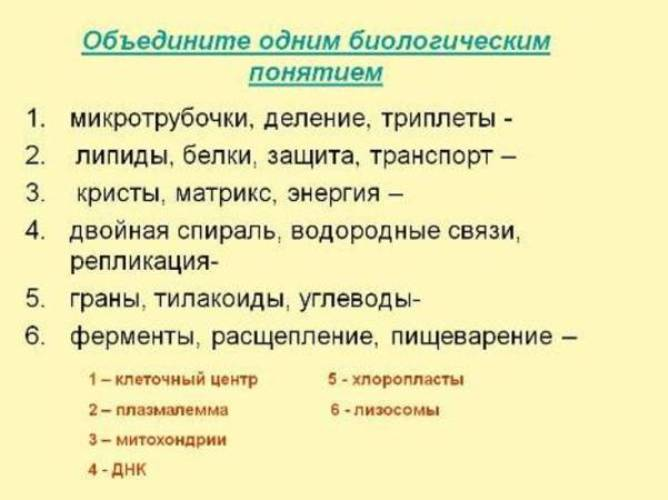 Объедините одним биологическим
понятием
1. микротрубочки, деление, триплеты -
2. липиды, белки, защита, транспорт –
3. кристы, матрикс, энергия –
4. двойная спираль, водородные связи,
репликация-
5. граны, тилакоиды, углеводы-
6. ферменты, расщепление, пищеварение –
1 – клеточный центр 5 - хлоропласты
2 – плазмалемма 6 - лизосомы
3 – митохондрии
4 - ДНК